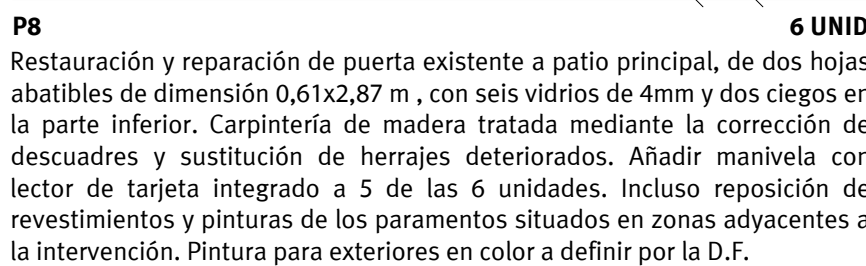 P8 6 UNID
Restauración y reparación de puerta existente a patio principal, de dos hojas
abatibles de dimensión 0,61x2,87 m , con seis vidrios de 4mm y dos ciegos en
la parte inferior. Carpintería de madera tratada mediante la corrección de
descuadres y sustitución de herrajes deteriorados. Añadir manivela con
lector de tarjeta integrado a 5 de las 6 unidades. Incluso reposición de
revestimientos y pinturas de los paramentos situados en zonas adyacentes a
la intervención. Pintura para exteriores en color a definir por la D.F.